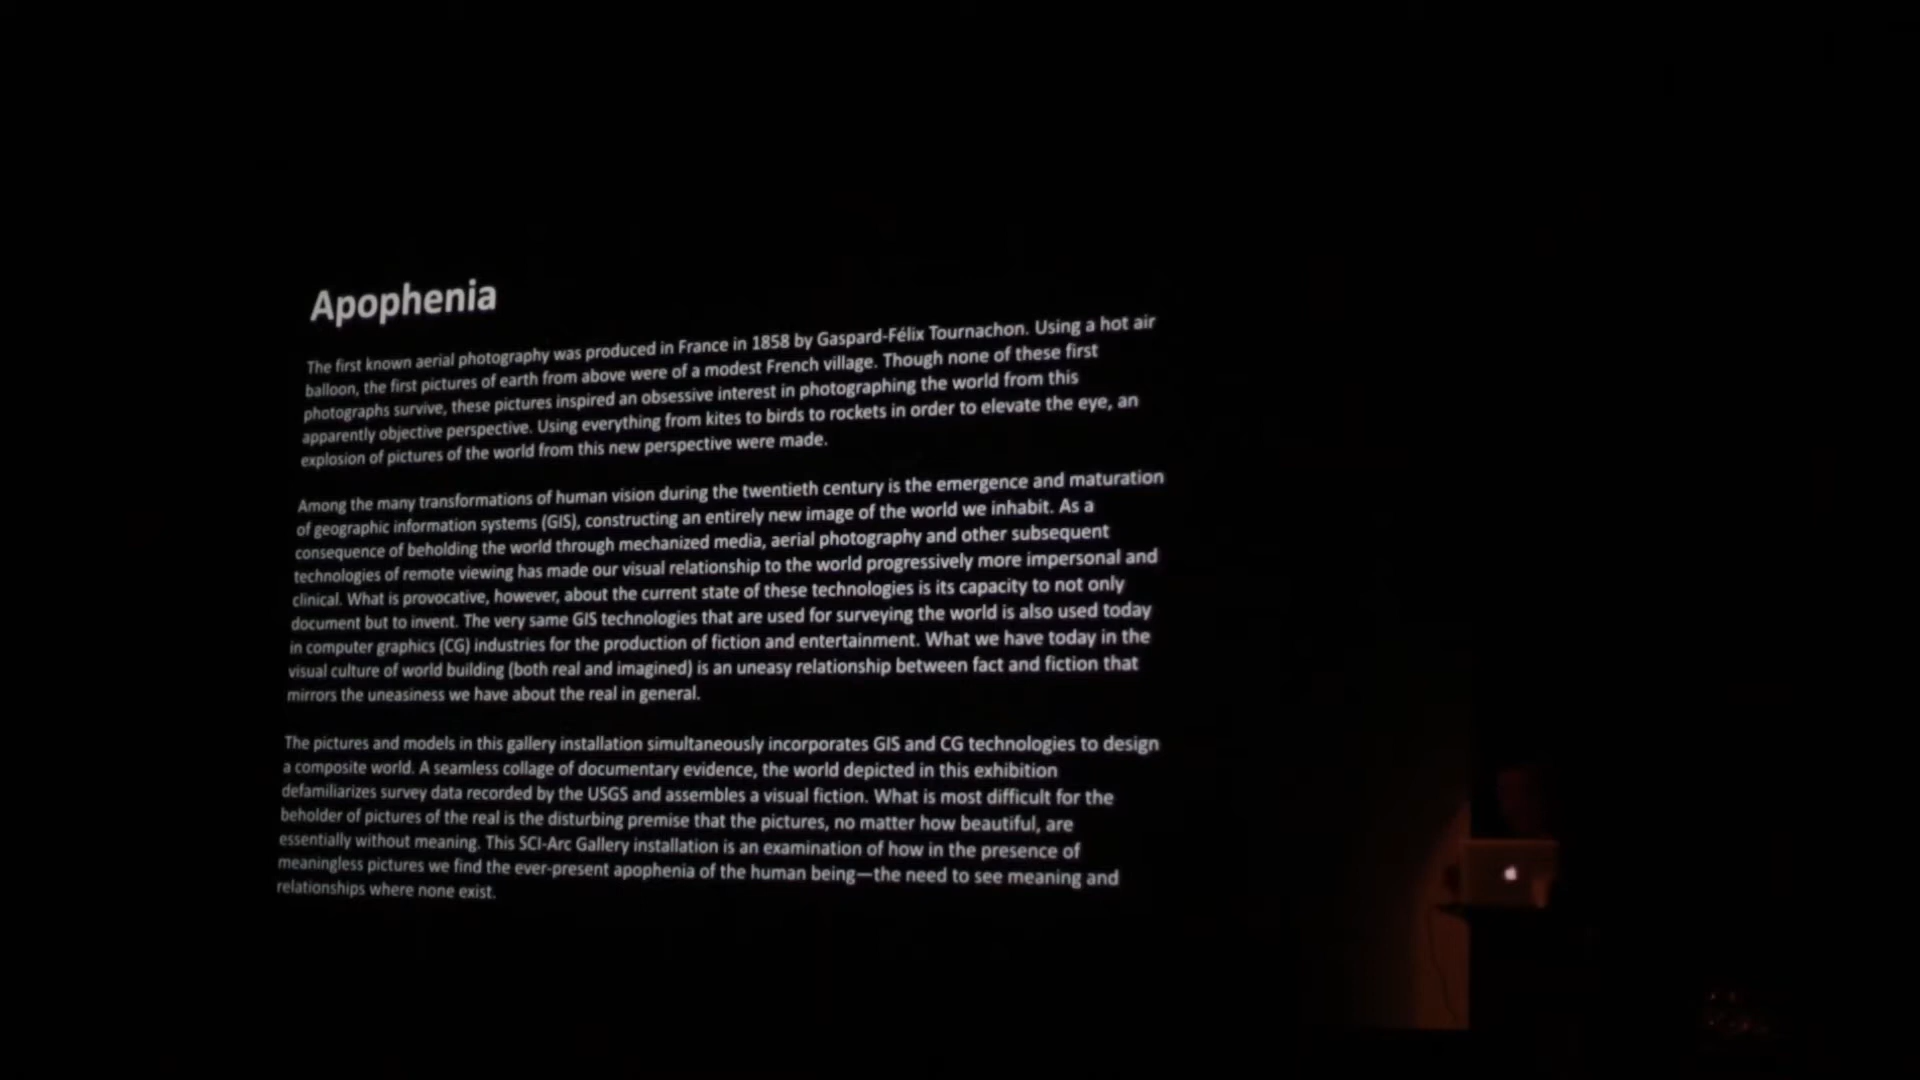 Apophenia
The first known aerial photography was produced in France in 1858 by Gaspard-Félix Tournachon. Using a hot air
balloon, the first pictures of earth from above were of a modest French village. Though none of these first
photographs survive, these pictures inspired an obsessive interest in photographing the world from this
apparently objective perspective. Using everything from kites to birds to rockets in order to elevate the eye, an
explosion of pictures of the world from this new perspective were made.
Among the many transformations of human vision during the twentieth century is the emergence and maturation
of geographic information systems (GIS), constructing an entirely new image of the world we inhabit. As a
consequence of beholding the world through mechanized media, aerial photography and other subsequent
technologies of remote viewing has made our visual relationship to the world progressively more impersonal and
clinical. What is provocative, however, about the current state of these technologies is its capacity to not only
document but to invent. The very same GIS technologies that are used for surveying the world is also used today
in computer graphics (CG) industries for the production of fiction and entertainment. What we have today in the
visual culture of world building (both real and imagined) is an uneasy relationship between fact and fiction that
mirrors the uneasiness we have about the real in general.
The pictures and models in this gallery installation simultaneously incorporates GIS and CG technologies to design
a composite world. A seamless collage of documentary evidence, the world depicted in this exhibition
defamiliarizes survey data recorded by the USGS and assembles a visual fiction. What is most difficult for the
beholder of pictures of the real is the disturbing premise that the pictures, no matter how beautiful, are
essentially without meaning. This SCI-Arc Gallery installation is an examination of how in the presence of
meaningless pictures we find the ever-present apophenia of the human being—the need to see meaning and
relationships where none exist.